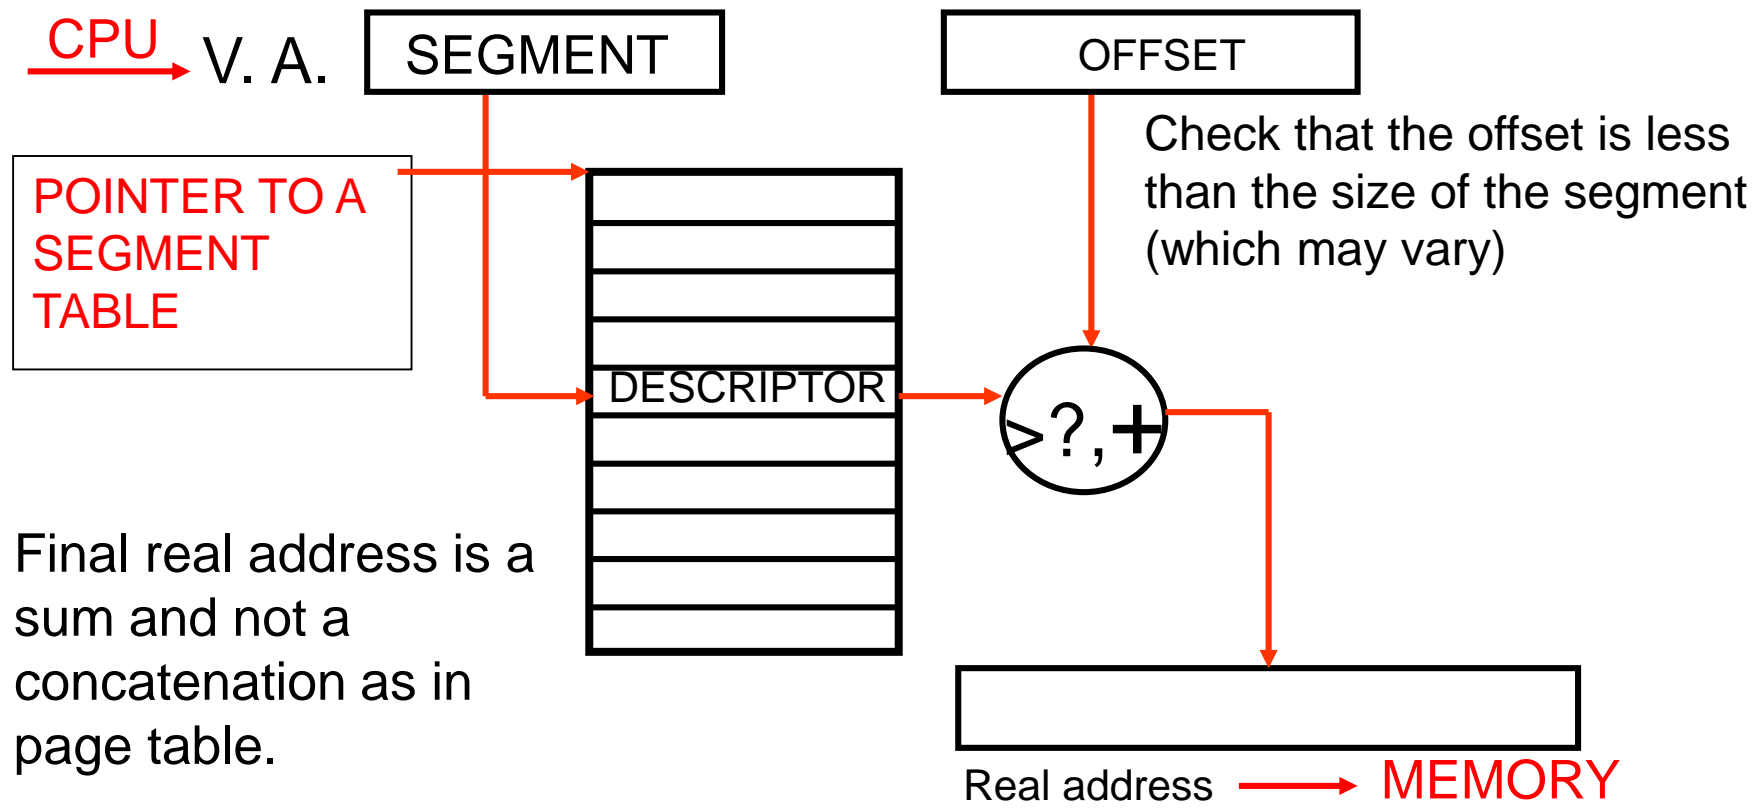 CPU
V. A.
SEGMENT
OFFSET
Check that the offset is less
than the size of the segment
(which may vary)
POINTER TO A
SEGMENT
TABLE
DESCRIPTOR
>?,+
Final real address is a
sum and not a
concatenation as in
page table.
Real address
MEMORY